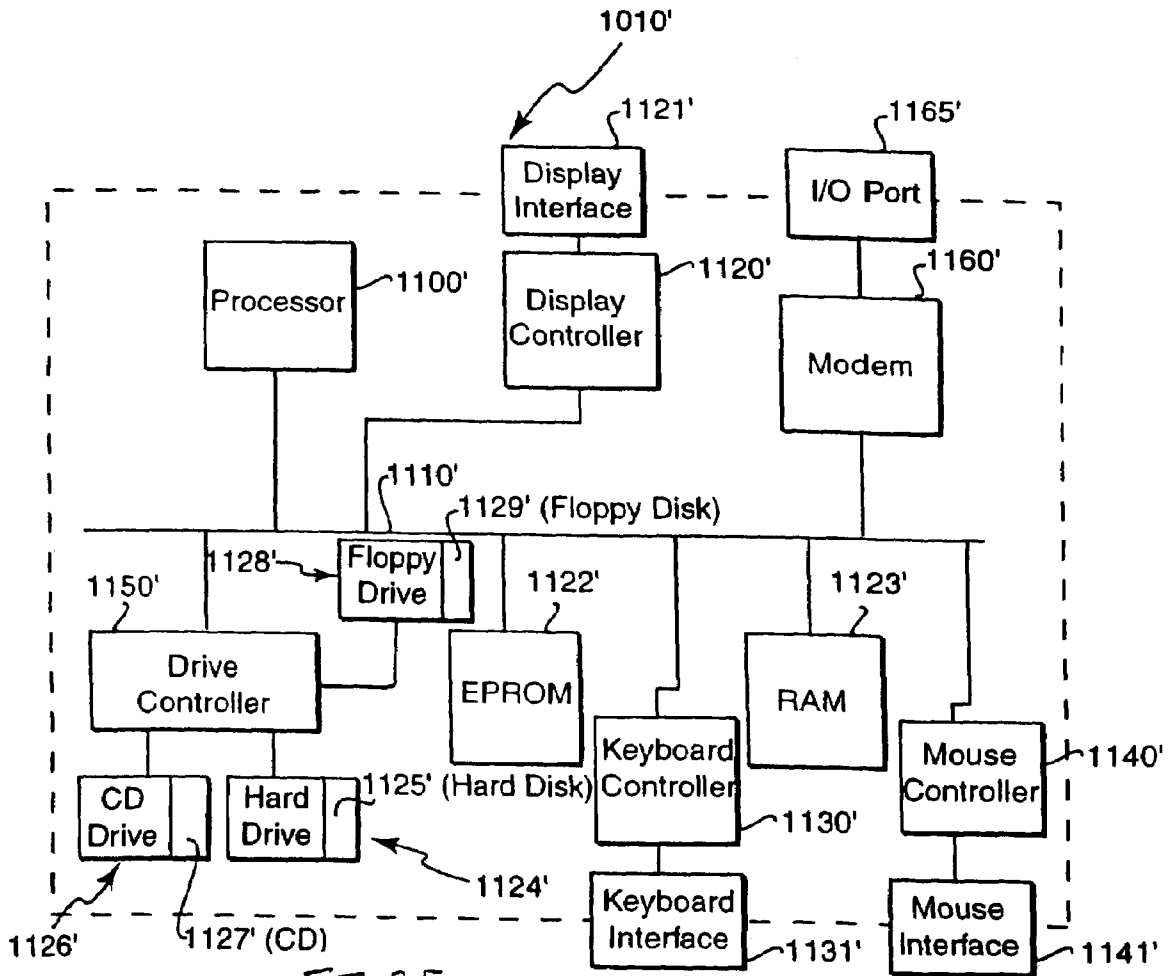 1010'
1121'
1165'
Display
Interface
I/O Port
1100'
1120'
1160'
Processor
Display
Controller
Modem
1110'
1129' (Floppy Disk)
1128'
Floppy
Drive
1150'
1122'
1123'
Drive
Controller
EPROM
RAM
Keyboard
Controller
Mouse
Controller
1140'
CD
Drive
Hard
Drive
1125' (Hard Disk)
1130'
1124'
1126'
1127' (CD)
Keyboard
Interface
1131'
Mouse
Interface
1141'